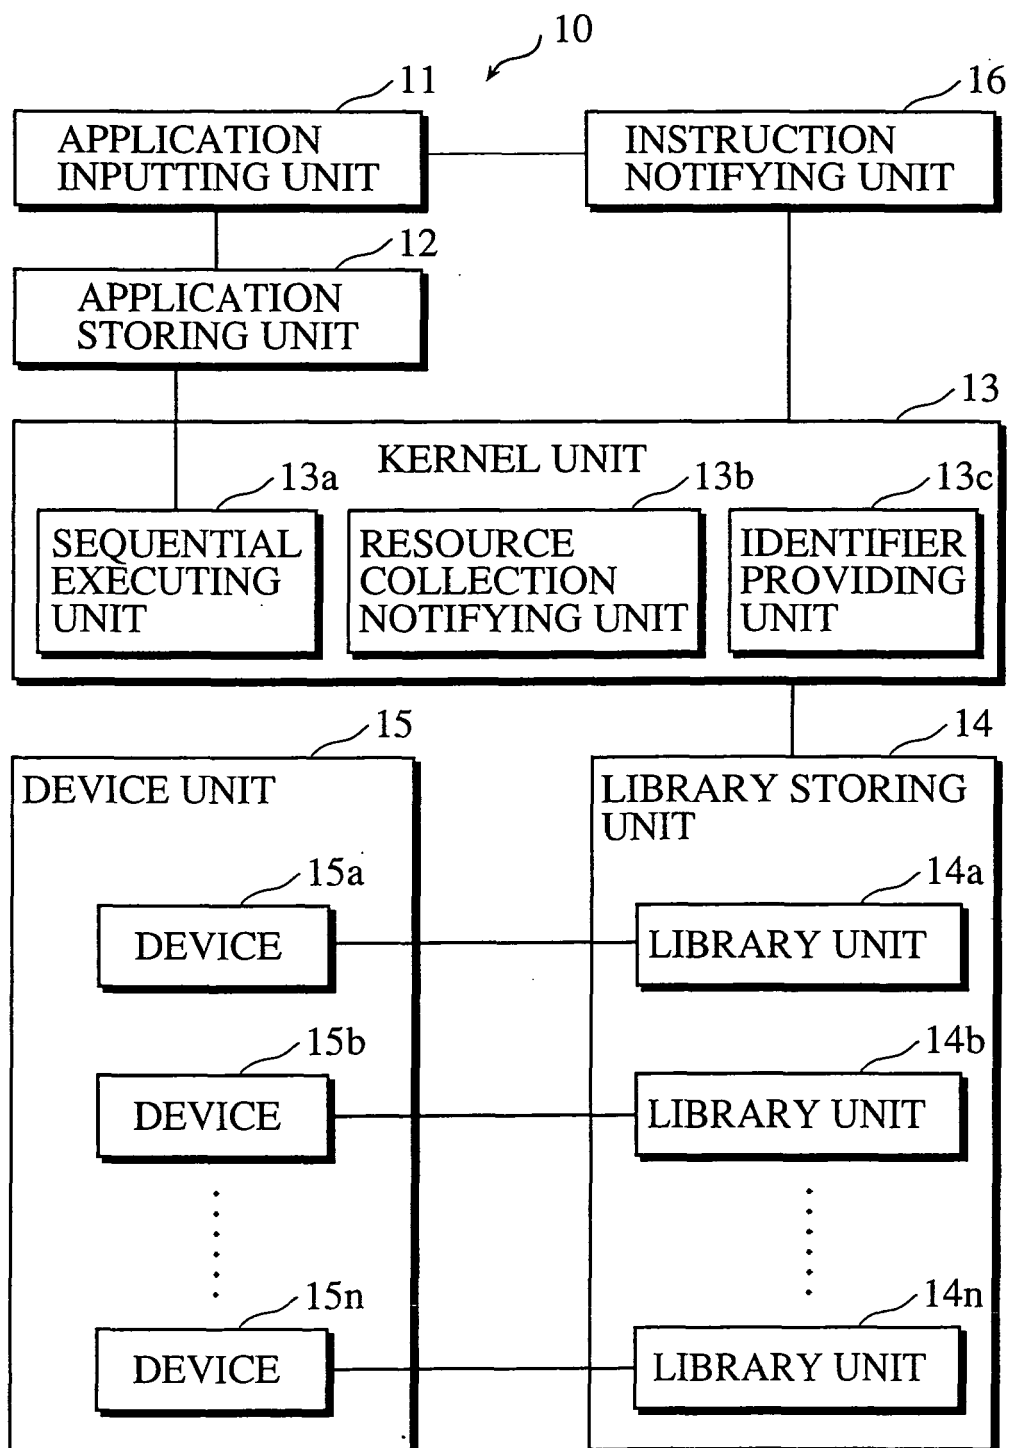 10
11
APPLICATION
INPUTTING UNIT
16
INSTRUCTION
NOTIFYING UNIT
12
APPLICATION
STORING UNIT
13
KERNEL UNIT
13a
SEQUENTIAL
EXECUTING
UNIT
13b
RESOURCE
COLLECTION
NOTIFYING UNIT
13c
IDENTIFIER
PROVIDING
UNIT
15
DEVICE UNIT
14
LIBRARY STORING
UNIT
15a
DEVICE
14a
LIBRARY UNIT
15b
DEVICE
14b
LIBRARY UNIT
15n
DEVICE
14n
LIBRARY UNIT